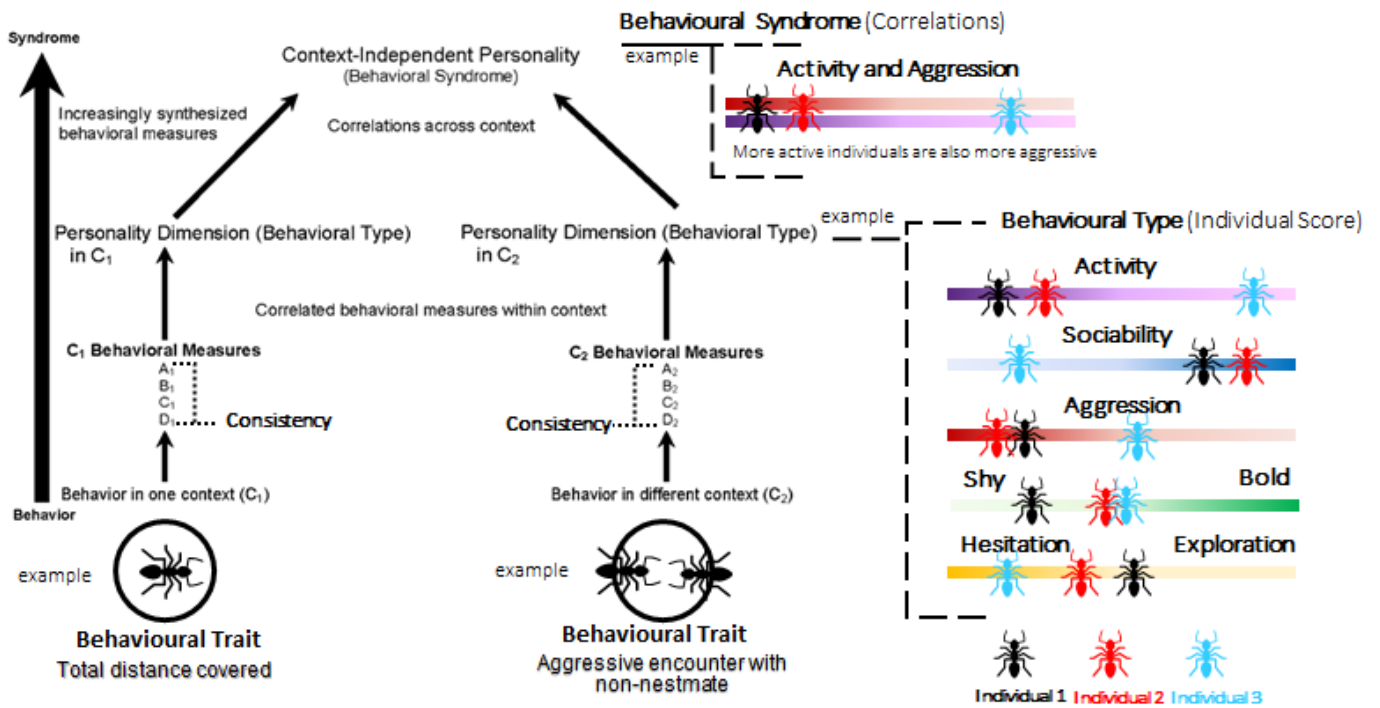 Syndrome
Increasingly synthesized
behavioral measures
Behavior
Context-Independent Personality
(Behavioral Syndrome)
Correlations across context
Personality Dimension (Behavioral Type)
in C₁
Personality Dimension (Behavioral Type)
in C₂
Correlated behavioral measures within context
C₁ Behavioral Measures
A₁
B₁
C₁
D₁
Consistency
C₂ Behavioral Measures
A₂
B₂
C₂
D₂
Consistency
Behavior in one context (C₁)
Behavior in different context (C₂)
example
Behavioural Trait
Total distance covered
example
Behavioural Trait
Aggressive encounter with
non-nestmate
Behavioural Syndrome (Correlations)
example
Activity and Aggression
More active individuals are also more aggressive
example
Behavioural Type (Individual Score)
Activity
Sociability
Aggression
Shy Bold
Hesitation Exploration
Individual 1 Individual 2 Individual 3